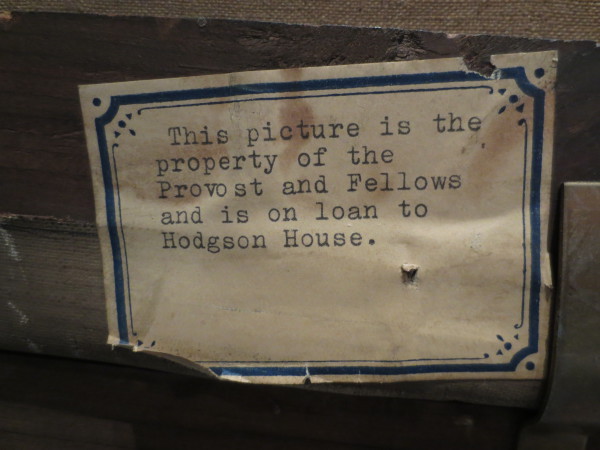 This picture is the
property of the
Provost and Fellows
and is on loan to
Hodgson House.